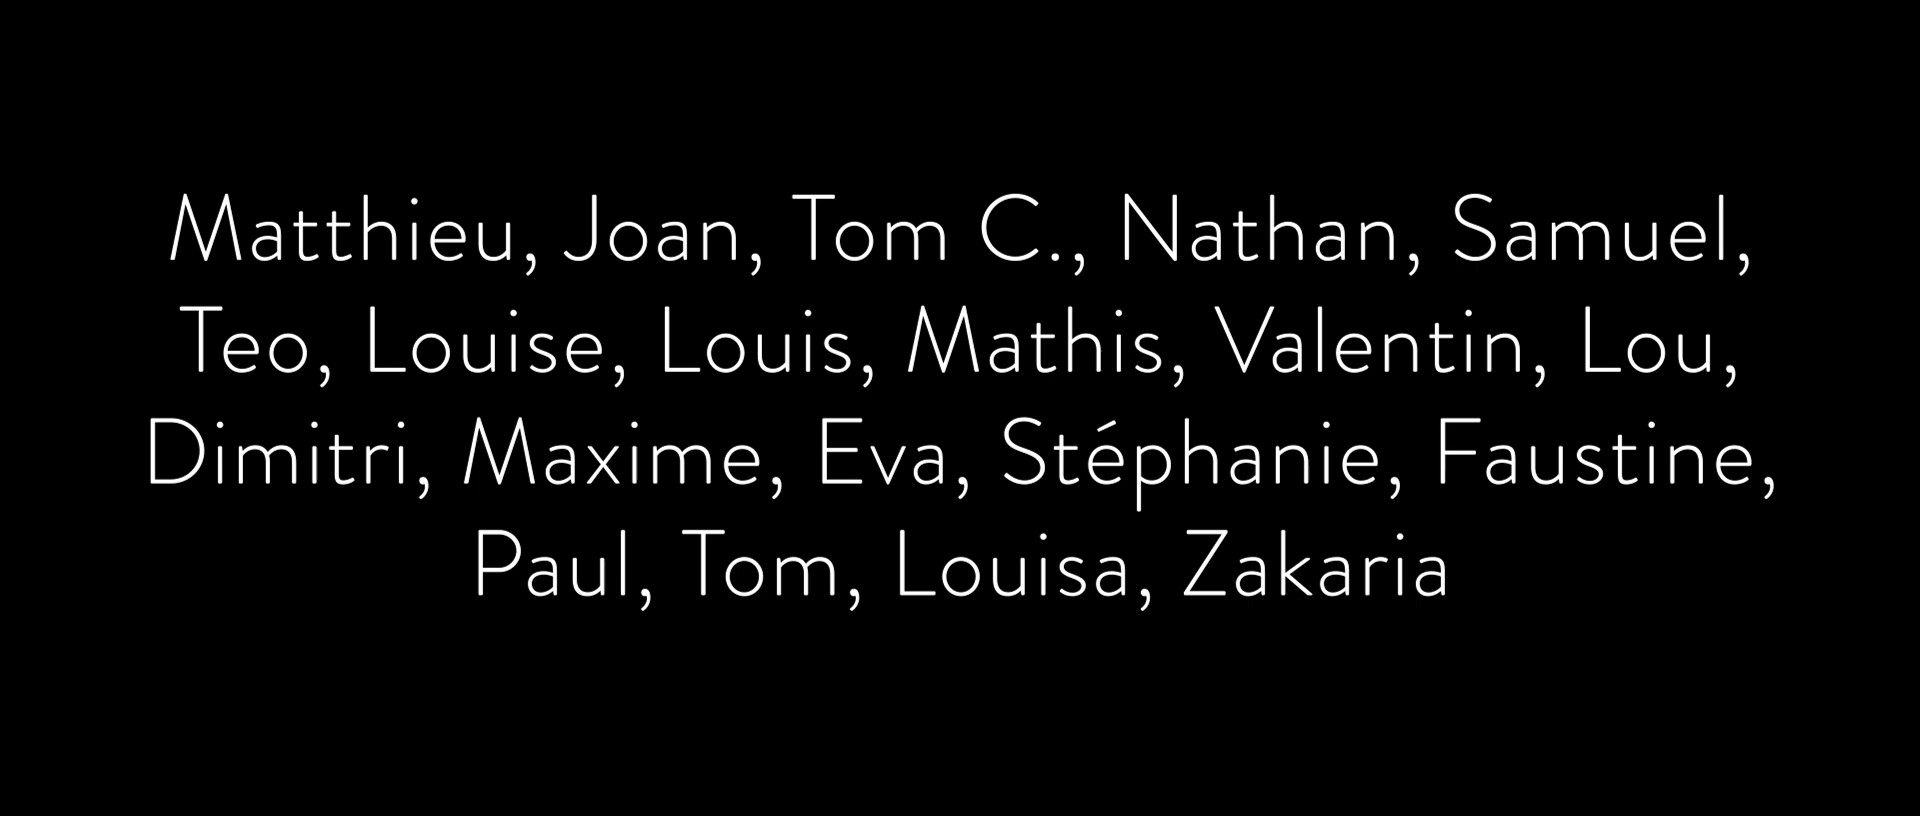 Matthieu, Joan, Tom C., Nathan, Samuel,
Teo, Louise, Louis, Mathis, Valentin, Lou,
Dimitri, Maxime, Eva, Stéphanie, Faustine,
Paul, Tom, Louisa, Zakaria